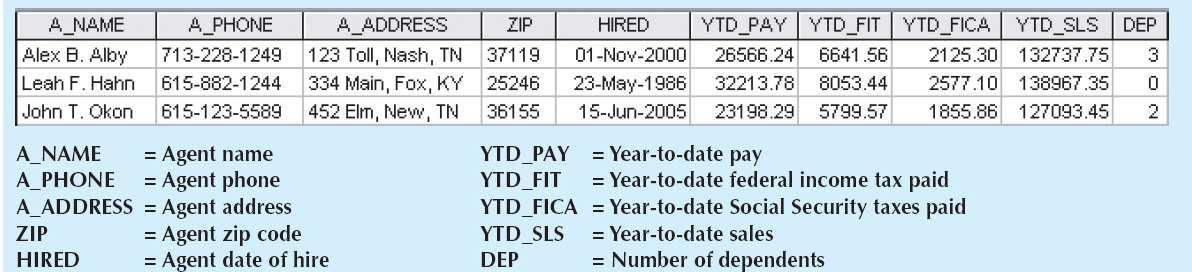 A_NAME A_PHONE A_ADDRESS ZIP HIRED YTD_PAY YTD_FIT YTD_FICA YTD_SLS DEP
Alex B. Alby 713-228-1249 123 Toll, Nash, TN 37119 01-Nov-2000 26566.24 6641.56 2125.30 132737.75 3
Leah F. Hahn 615-882-1244 334 Main, Fox, KY 25246 23-May-1986 32213.78 8053.44 2577.10 138967.35 0
John T. Okon 615-123-5589 452 Elm, New, TN 36155 15-Jun-2005 23198.29 5799.57 1855.86 127093.45 2
A_NAME = Agent name YTD_PAY = Year-to-date pay
A_PHONE = Agent phone YTD_FIT = Year-to-date federal income tax paid
A_ADDRESS = Agent address YTD_FICA = Year-to-date Social Security taxes paid
ZIP = Agent zip code YTD_SLS = Year-to-date sales
HIRED = Agent date of hire DEP = Number of dependents